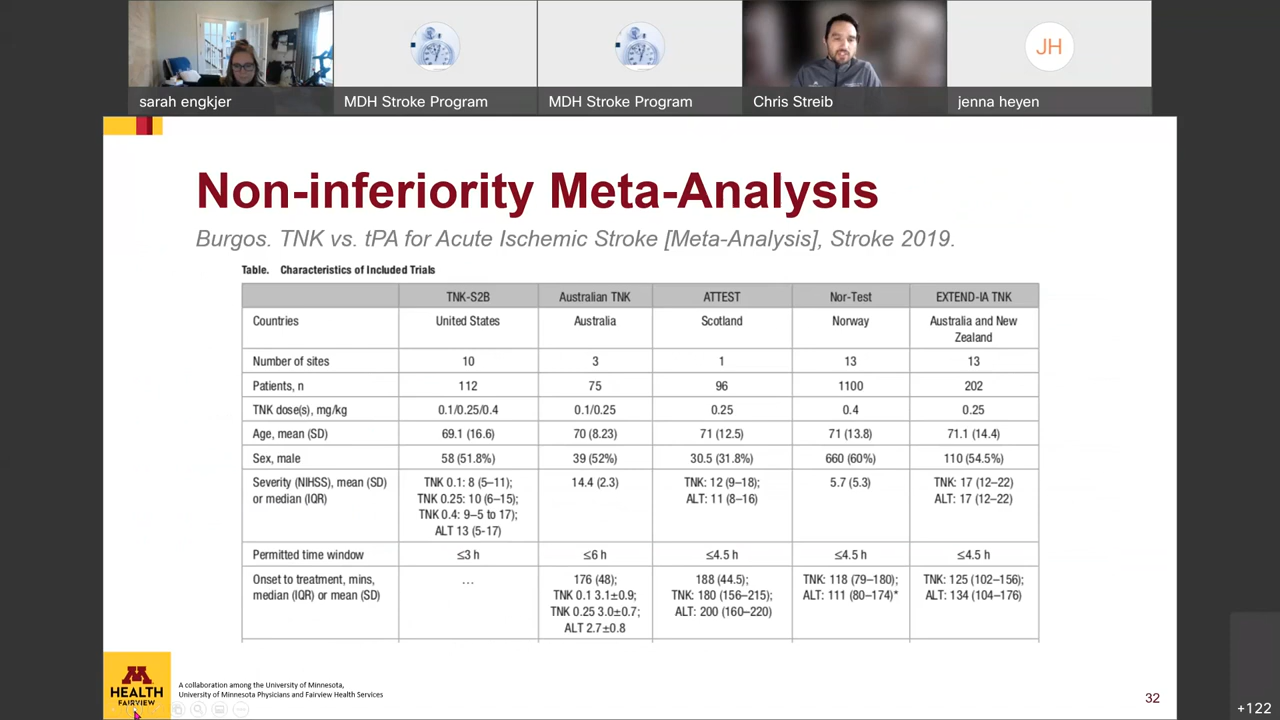 sarah engkjer
MDH Stroke Program
MDH Stroke Program
Chris Streib
JH
jenna heyen
Non-inferiority Meta-Analysis
Burgos. TNK vs. tPA for Acute Ischemic Stroke [Meta-Analysis], Stroke 2019.
Table. Characteristics of Included Trials
TNK-S2B Australian TNK ATTEST Nor-Test EXTEND-IA TNK
Countries United States Australia Scotland Norway Australia and New
Zealand
Number of sites 10 3 1 13 13
Patients, n 112 75 96 1100 202
TNK dose(s), mg/kg 0.1/0.25/0.4 0.1/0.25 0.25 0.4 0.25
Age, mean (SD) 69.1 (16.6) 70 (8.23) 71 (12.5) 71 (13.8) 71.1 (14.4)
Sex, male 58 (51.8%) 39 (52%) 30.5 (31.8%) 660 (60%) 110 (54.5%)
Severity (NIHSS), mean (SD) TNK 0.1: 8 (5–11); 14.4 (2.3) TNK: 12 (9–18); 5.7 (5.3) TNK: 17 (12–22)
or median (IQR) TNK 0.25: 10 (6–15); ALT: 11 (8–16) ALT: 17 (12–22)
TNK 0.4: 9–5 to 17);
ALT 13 (5-17)
Permitted time window ≤3 h ≤6 h ≤4.5 h ≤4.5 h ≤4.5 h
Onset to treatment, mins, … 176 (48); 188 (44.5); TNK: 118 (79–180); TNK: 125 (102–156);
median (IQR) or mean (SD) TNK 0.1 3.1±0.9; TNK: 180 (156–215); ALT: 111 (80–174)* ALT: 134 (104–176)
TNK 0.25 3.0±0.7; ALT: 200 (160–220)
ALT 2.7±0.8
M
HEALTH
FAIRVIEW
A collaboration among the University of Minnesota,
University of Minnesota Physicians and Fairview Health Services
32
+122